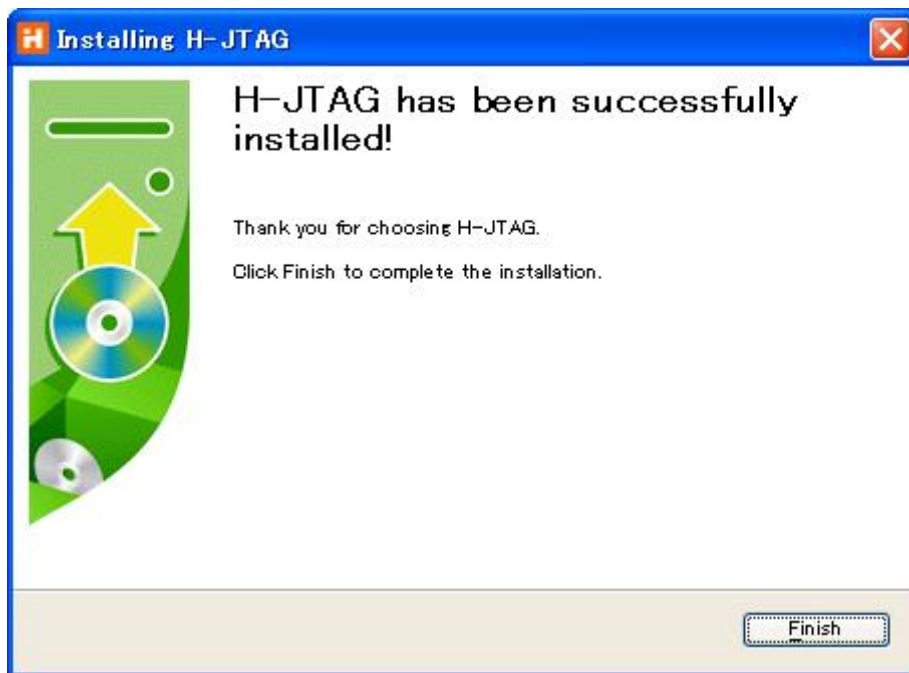 Installing H-JTAG
H-JTAG has been successfully
installed!
Thank you for choosing H-JTAG.
Click Finish to complete the installation.
Finish